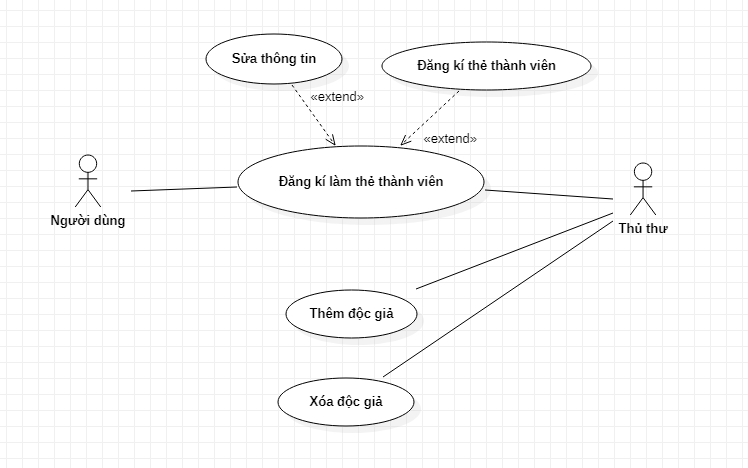 Sửa thông tin
Đăng kí thẻ thành viên
«extend»
«extend»
Đăng kí làm thẻ thành viên
Người dùng
Thủ thư
Thêm độc giả
Xóa độc giả